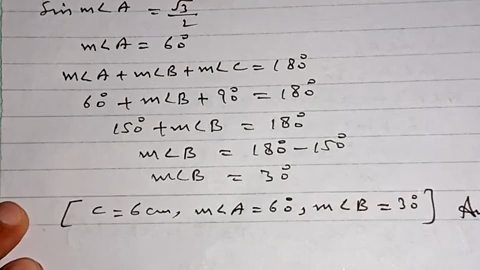 Sin m∠A = √3/2
m∠A = 60°
m∠A + m∠B + m∠C = 180°
60° + m∠B + 90° = 180°
150° + m∠B = 180°
m∠B = 180° - 150°
m∠B = 30°
[ c = 6cm, m∠A = 60°, m∠B = 30° ]